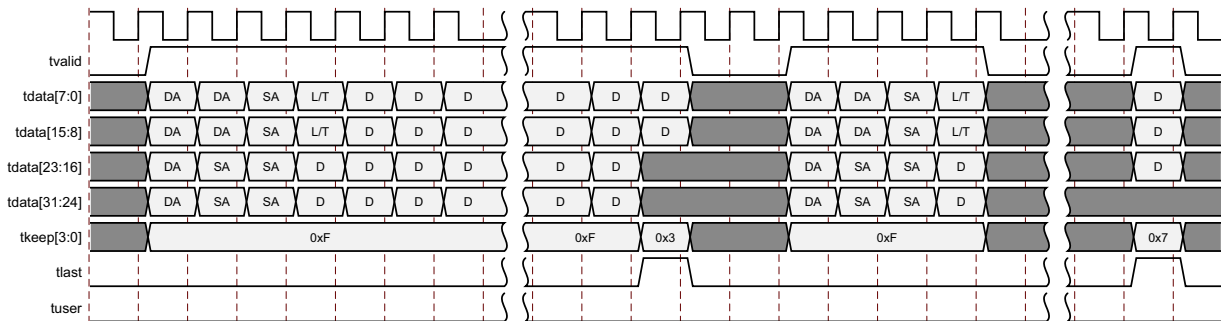 tvalid
tdata[7:0] DA DA SA L/T D D D D D D DA DA SA L/T D
tdata[15:8] DA DA SA L/T D D D D D D DA DA SA L/T D
tdata[23:16] DA SA SA D D D D D D DA SA SA D D
tdata[31:24] DA SA SA D D D D D D DA SA SA D
tkeep[3:0] 0xF 0xF 0x3 0xF 0x7
tlast
tuser